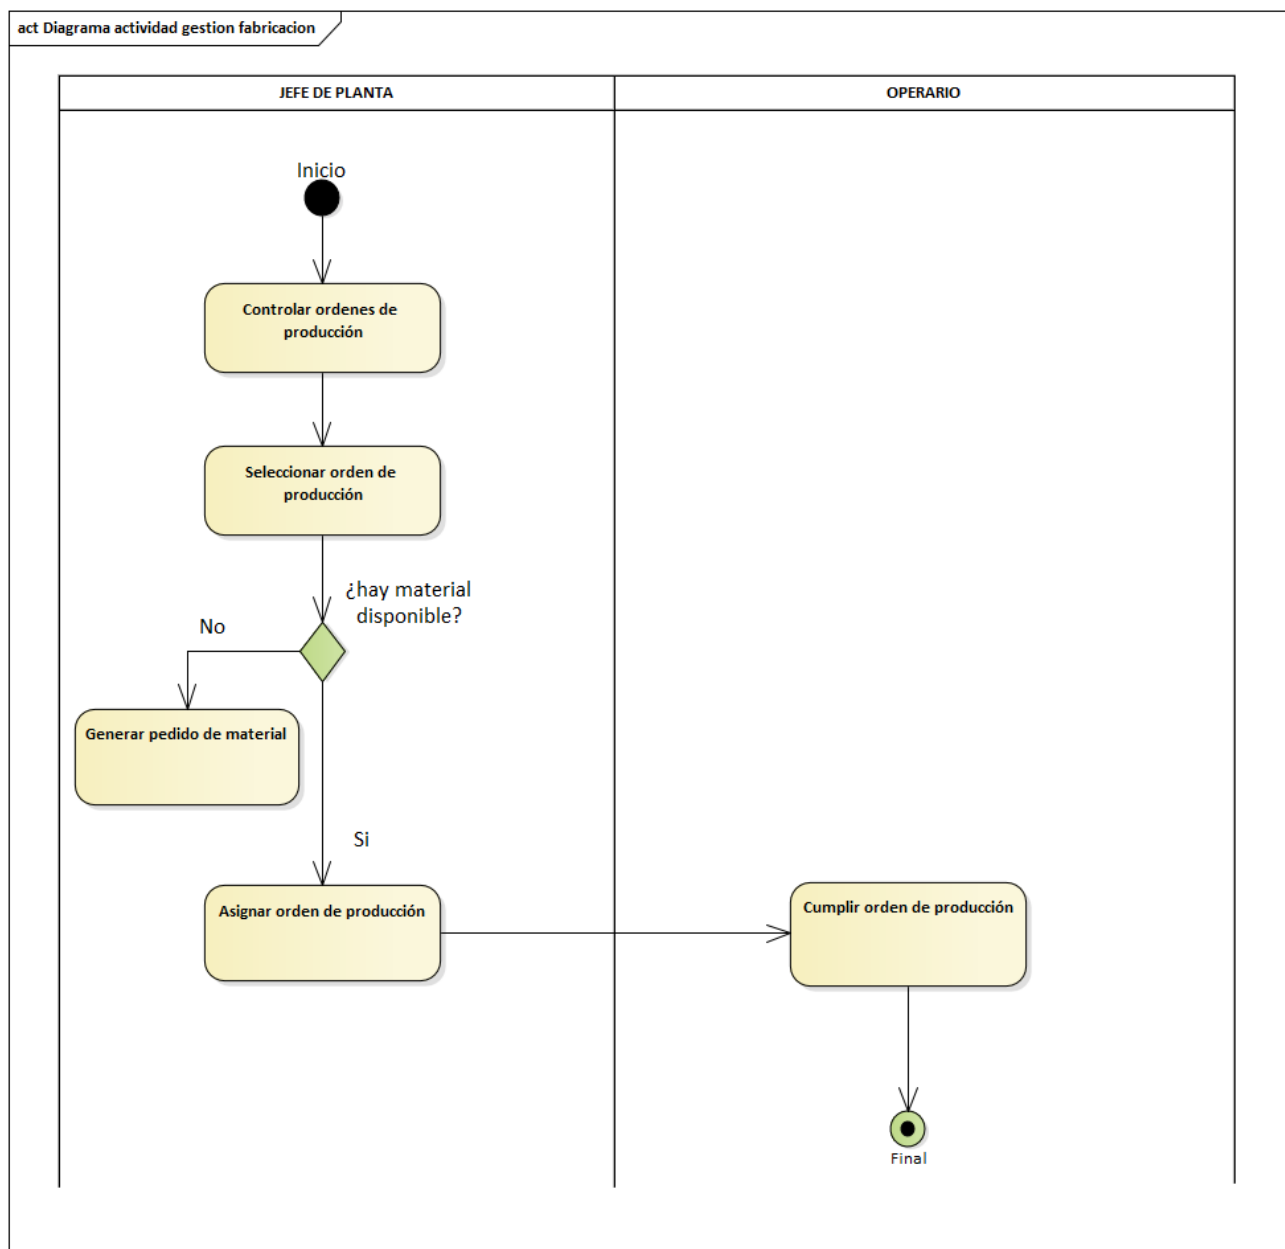 act Diagrama actividad gestion fabricacion
JEFE DE PLANTA
OPERARIO
Inicio
Controlar ordenes de
producción
Seleccionar orden de
producción
¿hay material
disponible?
No
Generar pedido de material
Si
Asignar orden de producción
Cumplir orden de producción
Final